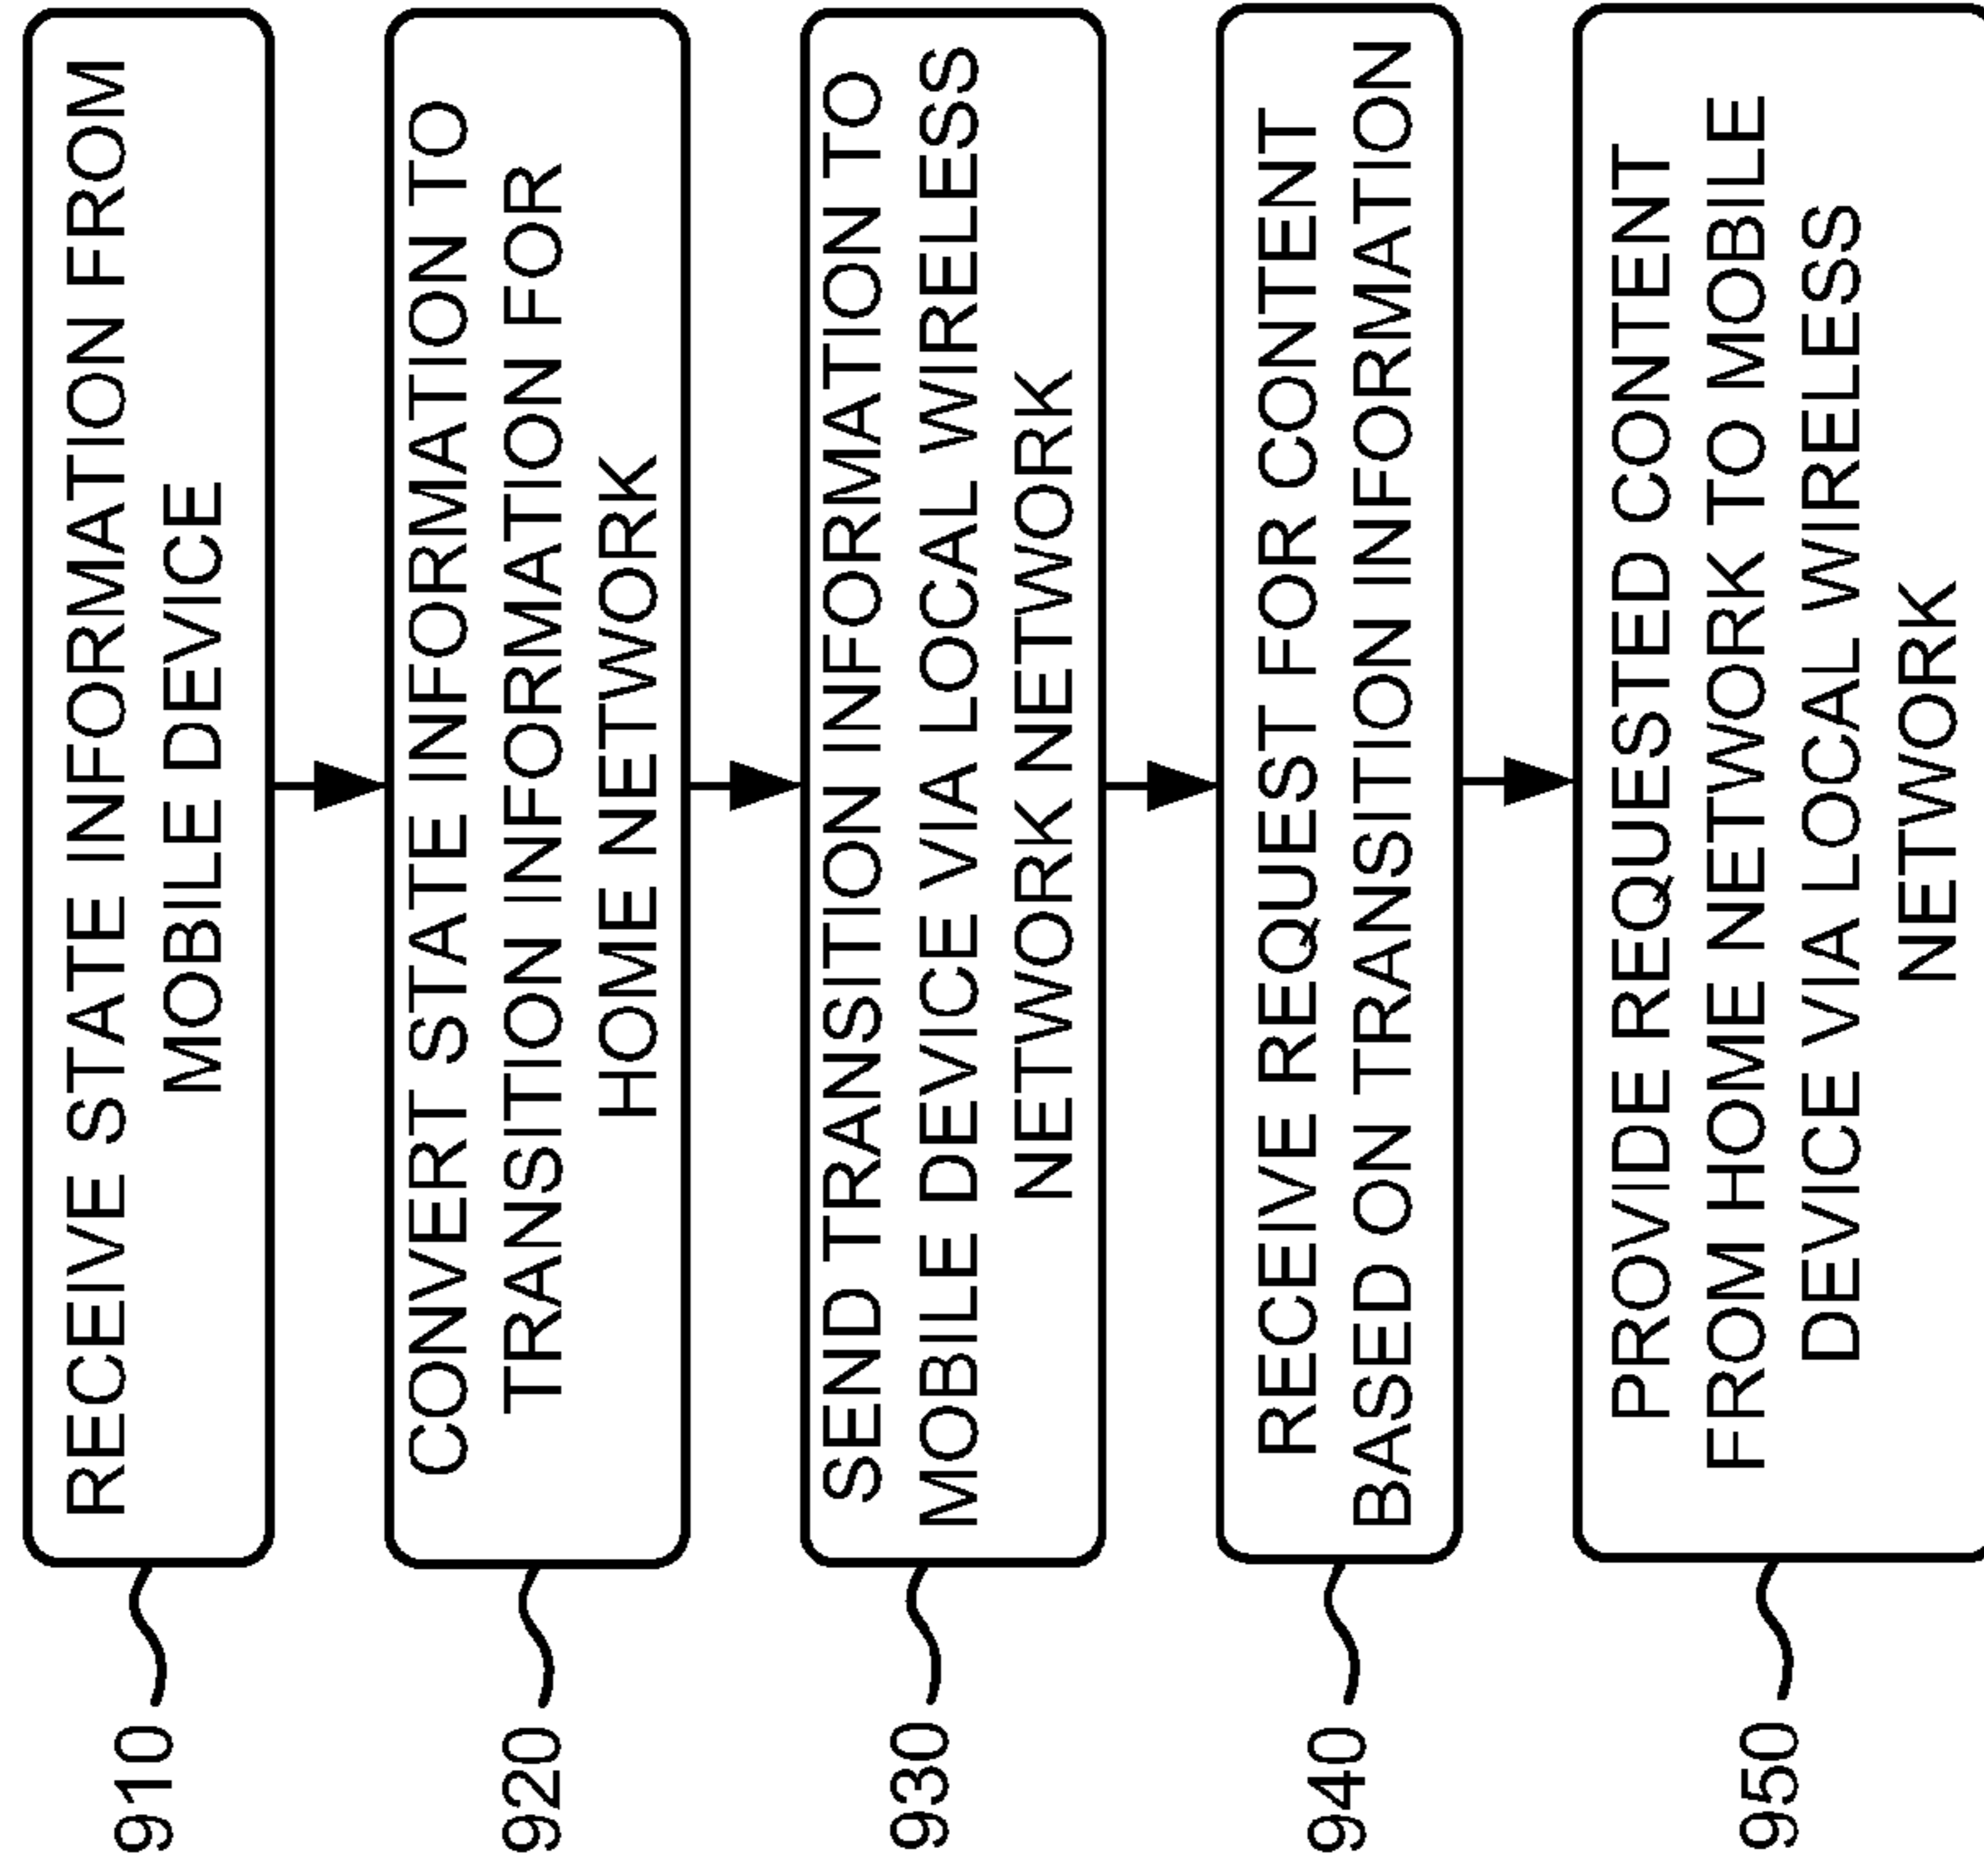 910
RECEIVE STATE INFORMATION FROM
MOBILE DEVICE
920
CONVERT STATE INFORMATION TO
TRANSITION INFORMATION FOR
HOME NETWORK
930
SEND TRANSITION INFORMATION TO
MOBILE DEVICE VIA LOCAL WIRELESS
NETWORK NETWORK
940
RECEIVE REQUEST FOR CONTENT
BASED ON TRANSITION INFORMATION
950
PROVIDE REQUESTED CONTENT
FROM HOME NETWORK TO MOBILE
DEVICE VIA LOCAL WIRELESS
NETWORK